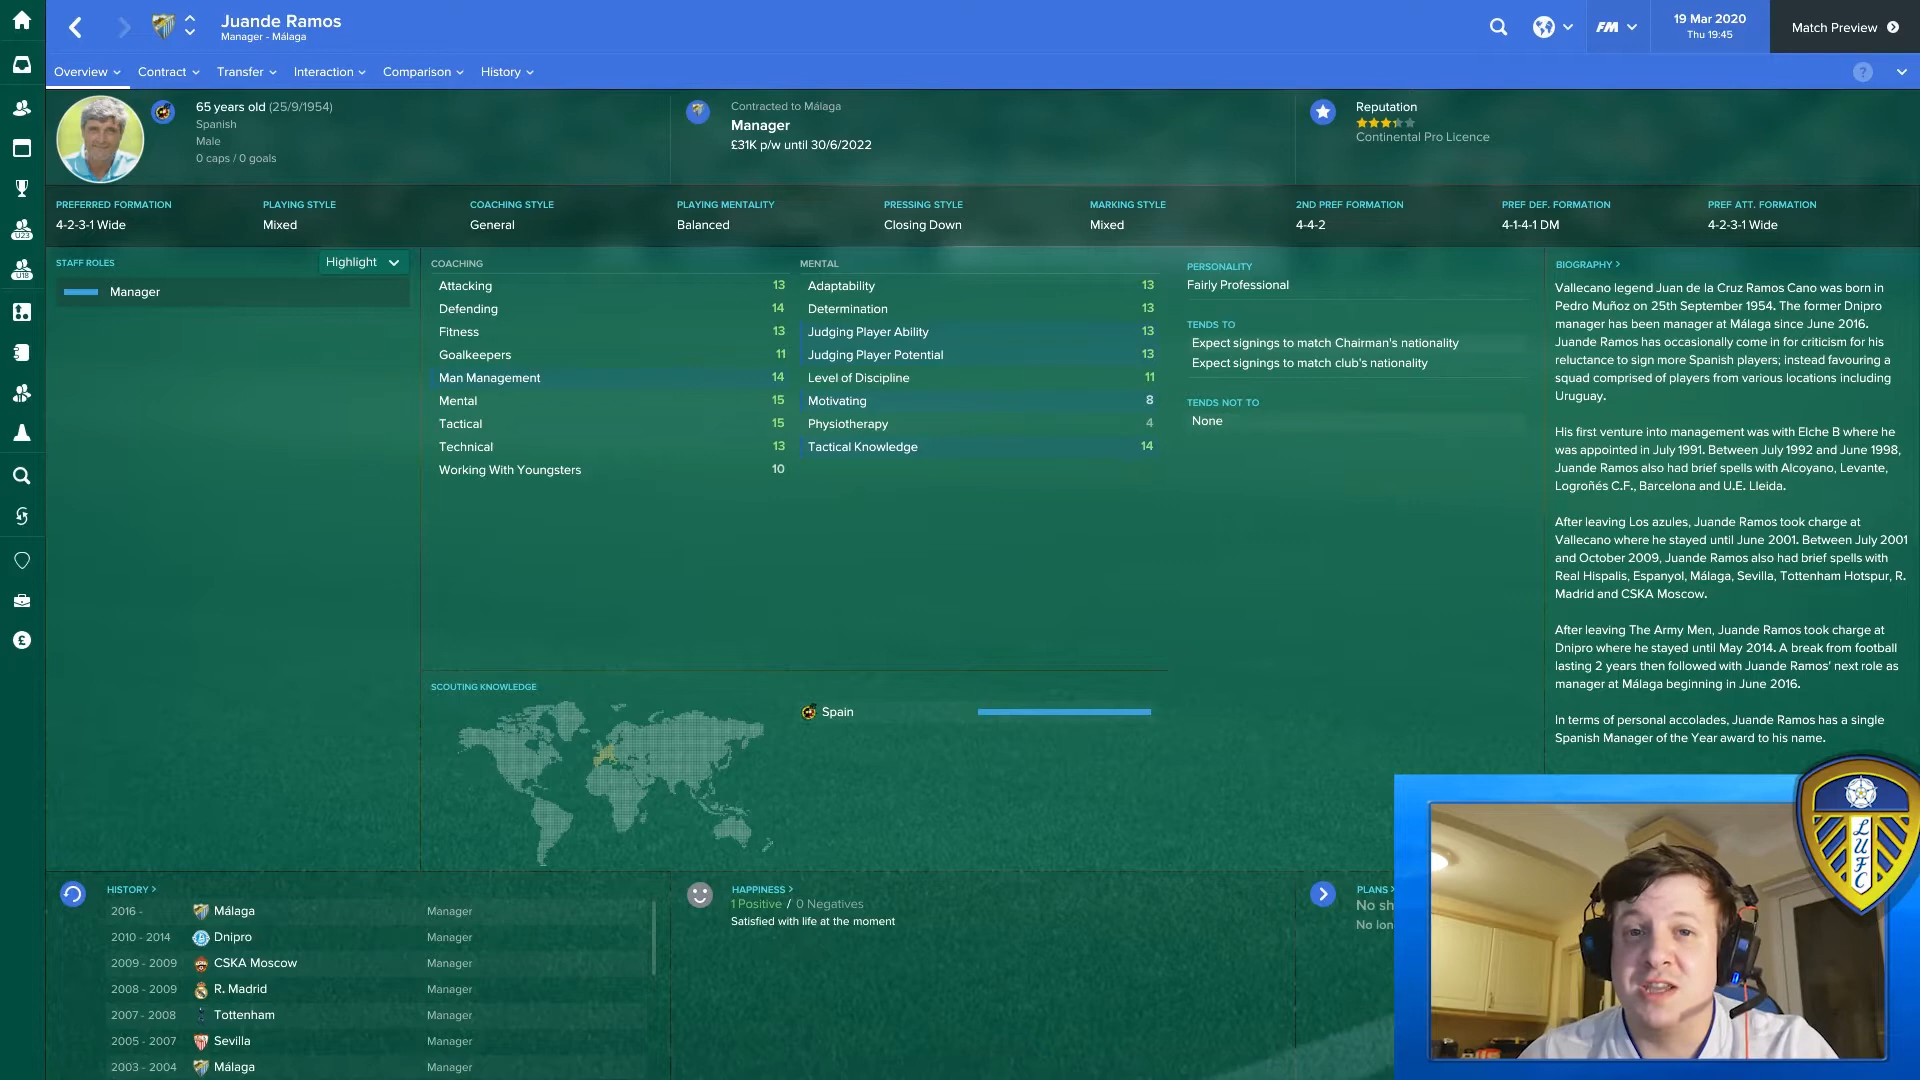 Juande Ramos
Manager - Málaga
FM
19 Mar 2020
Thu 19:45
Match Preview
Overview
Contract
Transfer
Interaction
Comparison
History
?
65 years old (25/9/1954)
Spanish
Male
0 caps / 0 goals
Contracted to Málaga
Manager
£31K p/w until 30/6/2022
Reputation
Continental Pro Licence
PREFERRED FORMATION
4-2-3-1 Wide
PLAYING STYLE
Mixed
COACHING STYLE
General
PLAYING MENTALITY
Balanced
PRESSING STYLE
Closing Down
MARKING STYLE
Mixed
2ND PREF FORMATION
4-4-2
PREF DEF. FORMATION
4-1-4-1 DM
PREF ATT. FORMATION
4-2-3-1 Wide
U23
U18
£
STAFF ROLES
Highlight
Manager
COACHING
Attacking 13
Defending 14
Fitness 13
Goalkeepers 11
Man Management 14
Mental 15
Tactical 15
Technical 13
Working With Youngsters 10
MENTAL
Adaptability 13
Determination 13
Judging Player Ability 13
Judging Player Potential 13
Level of Discipline 11
Motivating 8
Physiotherapy 4
Tactical Knowledge 14
PERSONALITY
Fairly Professional
TENDS TO
Expect signings to match Chairman's nationality
Expect signings to match club's nationality
TENDS NOT TO
None
BIOGRAPHY >
Vallecano legend Juan de la Cruz Ramos Cano was born in
Pedro Muñoz on 25th September 1954. The former Dnipro
manager has been manager at Málaga since June 2016.
Juande Ramos has occasionally come in for criticism for his
reluctance to sign more Spanish players; instead favouring a
squad comprised of players from various locations including
Uruguay.
His first venture into management was with Elche B where he
was appointed in July 1991. Between July 1992 and June 1998,
Juande Ramos also had brief spells with Alcoyano, Levante,
Logroñés C.F., Barcelona and U.E. Lleida.
After leaving Los azules, Juande Ramos took charge at
Vallecano where he stayed until June 2001. Between July 2001
and October 2009, Juande Ramos also had brief spells with
Real Hispalis, Espanyol, Málaga, Sevilla, Tottenham Hotspur, R.
Madrid and CSKA Moscow.
After leaving The Army Men, Juande Ramos took charge at
Dnipro where he stayed until May 2014. A break from football
lasting 2 years then followed with Juande Ramos' next role as
manager at Málaga beginning in June 2016.
In terms of personal accolades, Juande Ramos has a single
Spanish Manager of the Year award to his name.
SCOUTING KNOWLEDGE
Spain
HISTORY >
2016 - Málaga Manager
2010 - 2014 Dnipro Manager
2009 - 2009 CSKA Moscow Manager
2008 - 2009 R. Madrid Manager
2007 - 2008 Tottenham Manager
2005 - 2007 Sevilla Manager
2003 - 2004 Málaga Manager
HAPPINESS >
1 Positive / 0 Negatives
Satisfied with life at the moment
PLANS >
No sh
No lon
LUFC